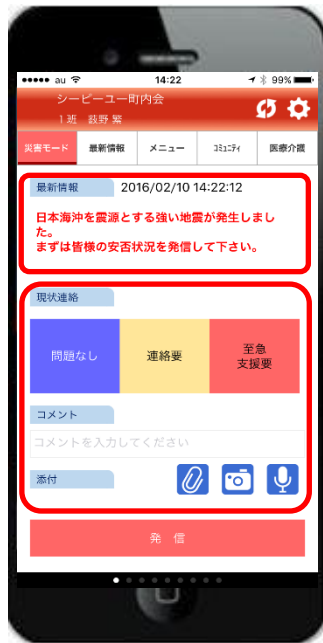 au 14:22 99%
シーピーユー町内会
1班 薮野 繁
災害モード 最新情報 メニュー ｺﾐｭﾆﾃｨ 医療介護
最新情報 2016/02/10 14:22:12
日本海沖を震源とする強い地震が発生しまし
た。
まずは皆様の安否状況を発信して下さい。
現状連絡
問題なし 連絡要 至急
支援要
コメント
コメントを入力してください
添付
発 信